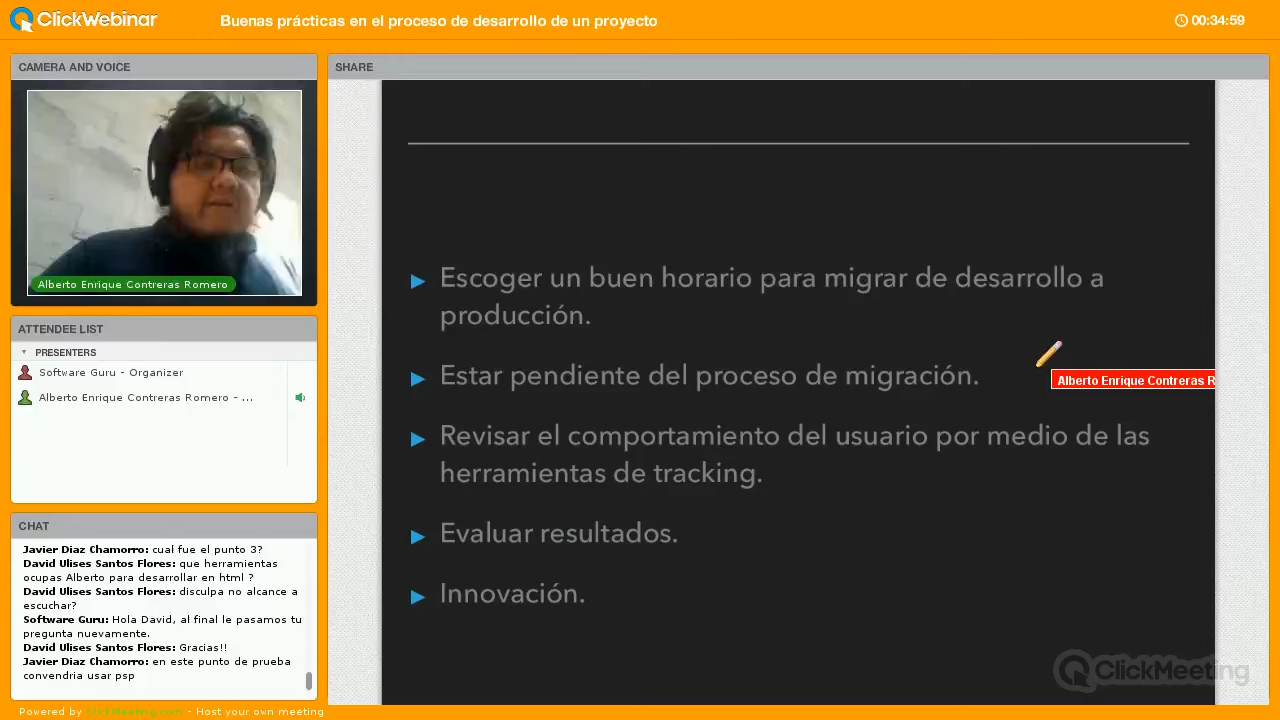 ClickWebinar
Buenas prácticas en el proceso de desarrollo de un proyecto
00:34:59
CAMERA AND VOICE
Alberto Enrique Contreras Romero
ATTENDEE LIST
PRESENTERS
Software Guru - Organizer
Alberto Enrique Contreras Romero - ...
CHAT
Javier Diaz Chamorro: cual fue el punto 3?
David Ulises Santos Flores: que herramientas
ocupas Alberto para desarrollar en html ?
David Ulises Santos Flores: disculpa no alcance a
escuchar?
Software Guru: Hola David, al final le pasamos tu
pregunta nuevamente.
David Ulises Santos Flores: Gracias!!
Javier Diaz Chamorro: en este punto de prueba
convendria usar psp
Powered by ClickMeeting.com - Host your own meeting
SHARE
Escoger un buen horario para migrar de desarrollo a
producción.
Estar pendiente del proceso de migración.
Alberto Enrique Contreras R
Revisar el comportamiento del usuario por medio de las
herramientas de tracking.
Evaluar resultados.
Innovación.
ClickMeeting